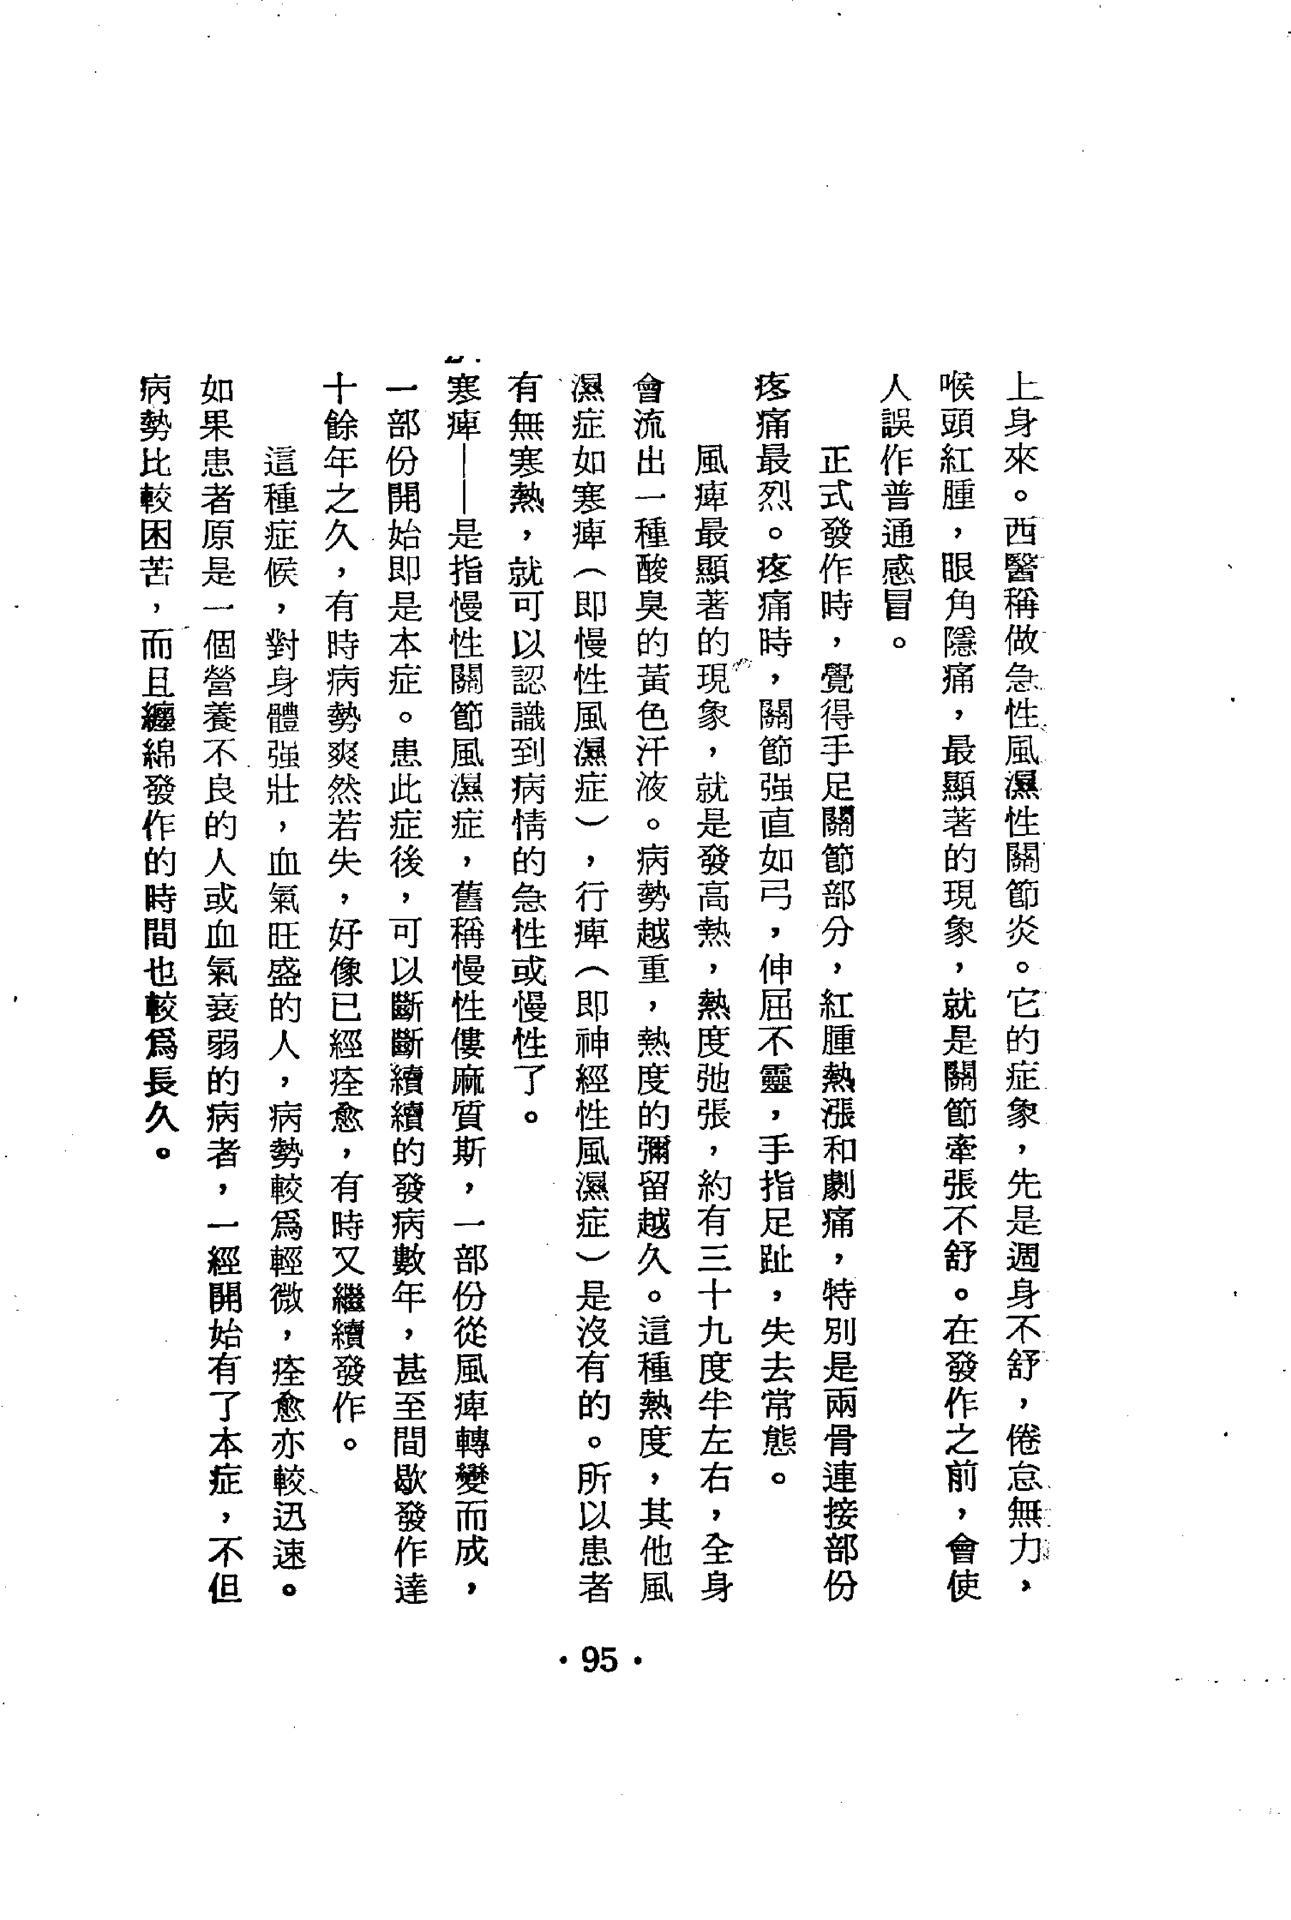 上身來。西醫稱做急性風濕性關節炎。它的症象，先是週身不舒，倦怠無力，
喉頭紅腫，眼角隱痛，最顯著的現象，就是關節牽張不舒。在發作之前，會使
人誤作普通感冒。
正式發作時，覺得手足關節部分，紅腫熱漲和劇痛，特別是兩骨連接部份
疼痛最烈。疼痛時，關節强直如弓，伸屈不靈，手指足趾，失去常態。
風痺最顯著的現象，就是發高熱，熱度弛張，約有三十九度半左右，全身
會流出一種酸臭的黃色汗液。病勢越重，熱度的彌留越久。這種熱度，其他風
濕症如寒痺（即慢性風濕症），行痺（即神經性風濕症）是沒有的。所以患者
有無寒熱，就可以認識到病情的急性或慢性了。
寒痺——是指慢性關節風濕症，舊稱慢性僂麻質斯，一部份從風痺轉變而成，
一部份開始即是本症。患此症後，可以斷斷續續的發病數年，甚至間歇發作達
十餘年之久，有時病勢爽然若失，好像已經痊愈，有時又繼續發作。
這種症候，對身體强壯，血氣旺盛的人，病勢較爲輕微，痊愈亦較迅速。
如果患者原是一個營養不良的人或血氣衰弱的病者，一經開始有了本症，不但
病勢比較困苦，而且纏綿發作的時間也較爲長久。
・95・